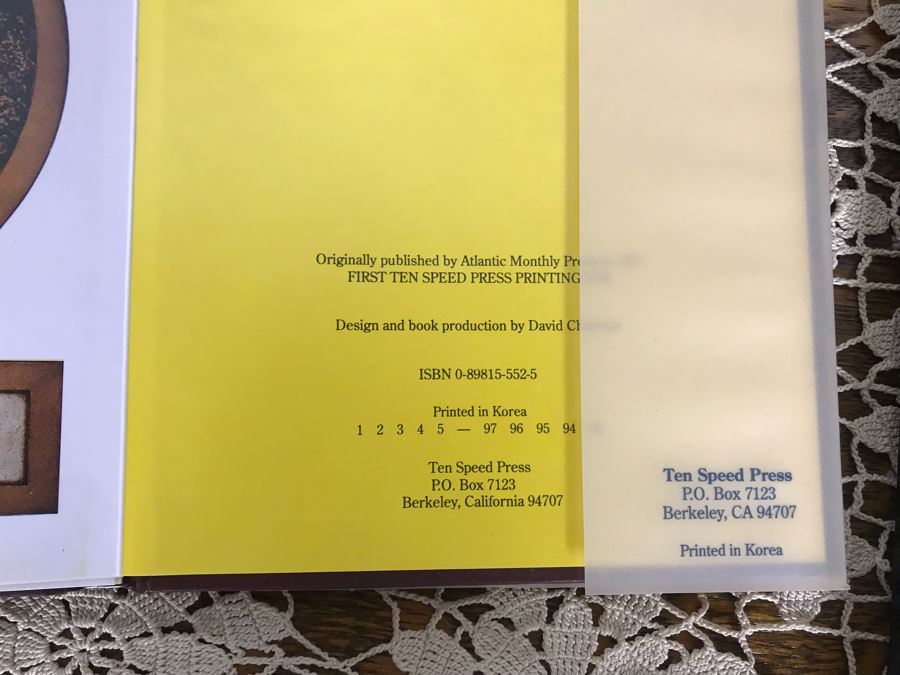 Originally published by Atlantic Monthly
FIRST TEN SPEED PRESS PRINTING
Design and book production by David
ISBN 0-89815-552-5
Printed in Korea
1 2 3 4 5 — 97 96 95 94
Ten Speed Press
P.O. Box 7123
Berkeley, California 94707
Ten Speed Press
P.O. Box 7123
Berkeley, CA 94707
Printed in Korea